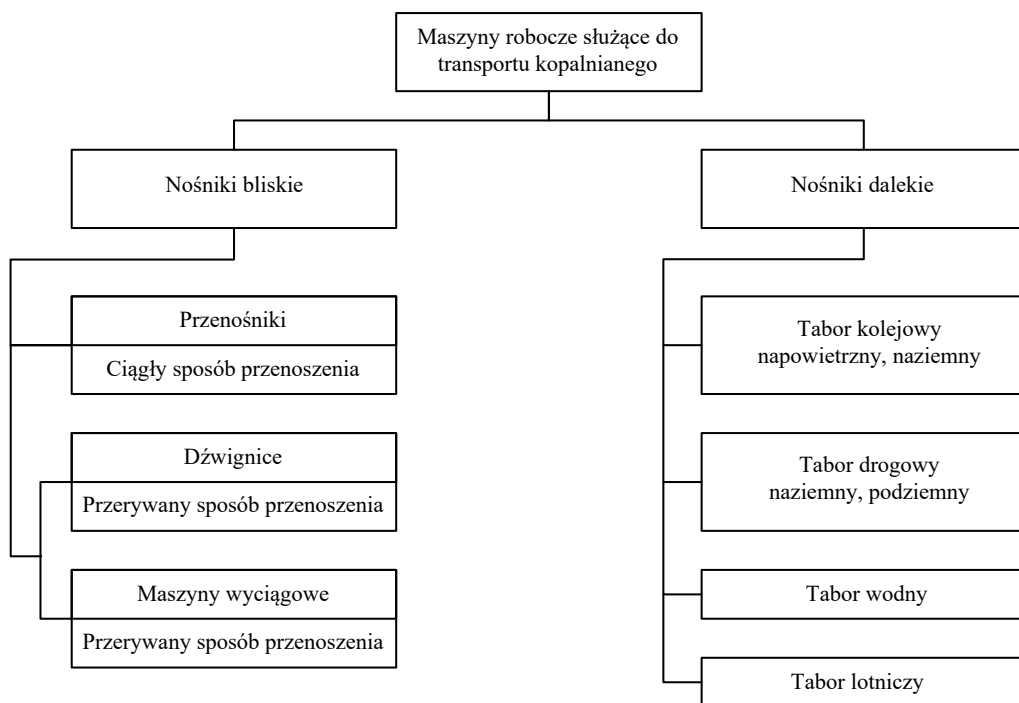 Maszyny robocze służące do
transportu kopalnianego
Nośniki bliskie
Nośniki dalekie
Przenośniki
Ciągły sposób przenoszenia
Dźwignice
Przerywany sposób przenoszenia
Maszyny wyciągowe
Przerywany sposób przenoszenia
Tabor kolejowy
napowietrzny, naziemny
Tabor drogowy
naziemny, podziemny
Tabor wodny
Tabor lotniczy